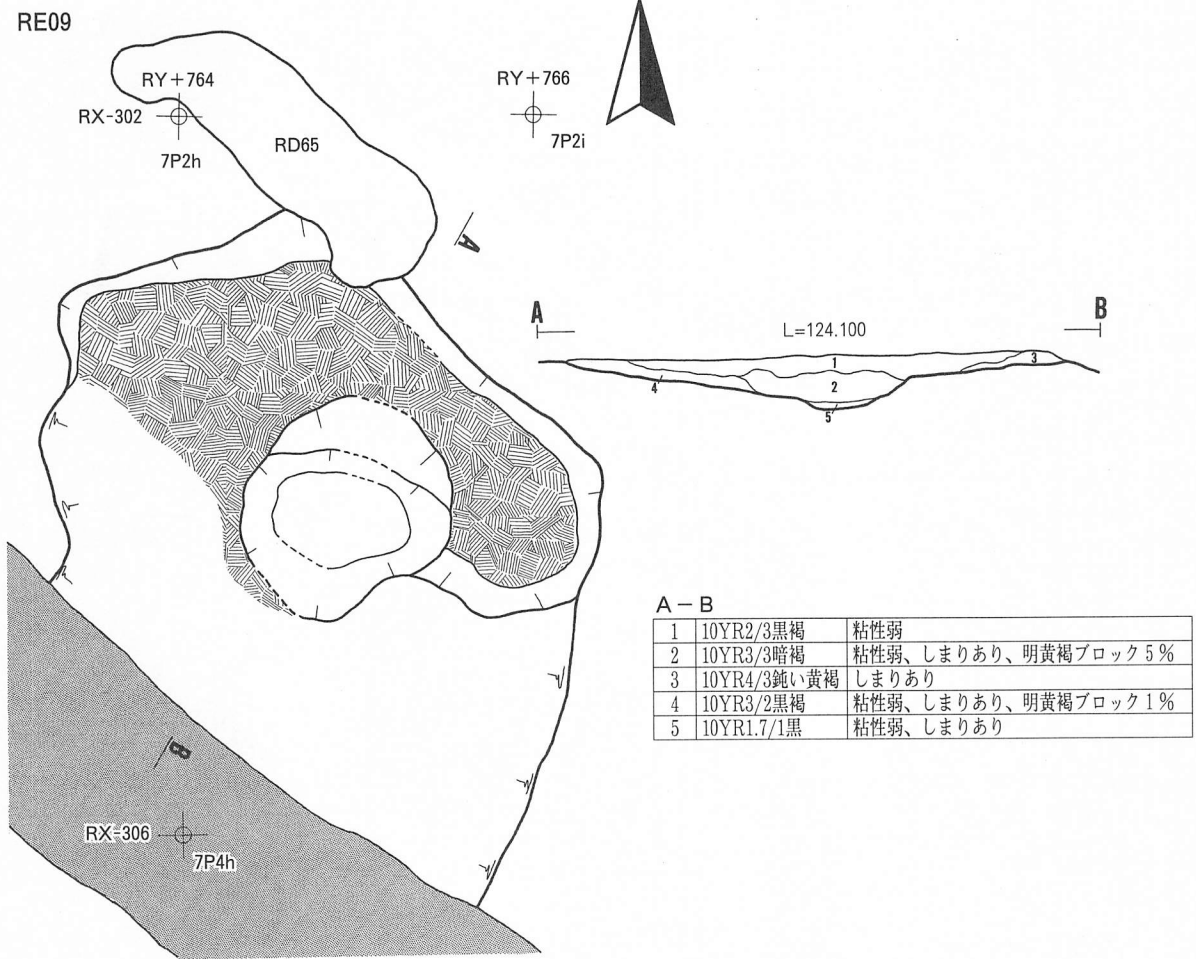 RE09
RY+764
RX-302
7P2h
RD65
RY+766
7P2i
A
A
B
L=124.100
1
3
4
2
5
B
RX-306
7P4h
A－B
1 10YR2/3黒褐 粘性弱
2 10YR3/3暗褐 粘性弱、しまりあり、明黄褐ブロック5%
3 10YR4/3鈍い黄褐 しまりあり
4 10YR3/2黒褐 粘性弱、しまりあり、明黄褐ブロック1%
5 10YR1.7/1黒 粘性弱、しまりあり